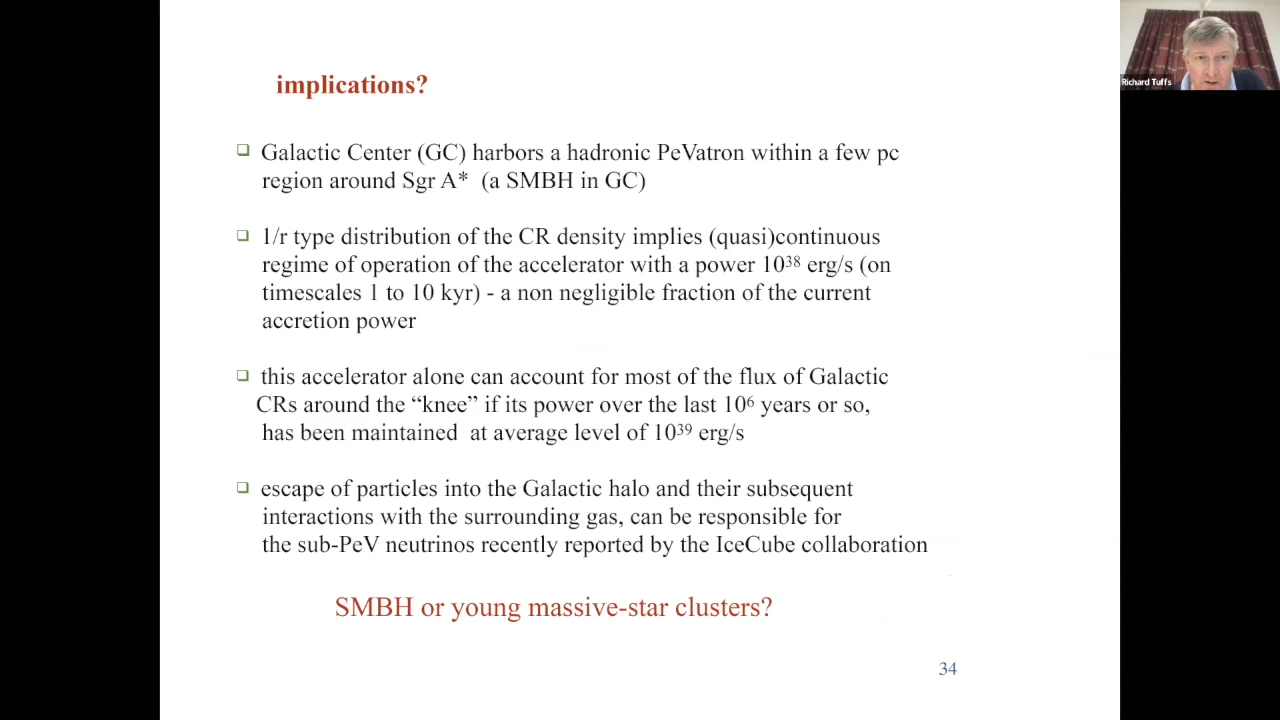 implications?
Richard Tuffs
❑ Galactic Center (GC) harbors a hadronic PeVatron within a few pc
region around Sgr A* (a SMBH in GC)
❑ 1/r type distribution of the CR density implies (quasi)continuous
regime of operation of the accelerator with a power 10³⁸ erg/s (on
timescales 1 to 10 kyr) - a non negligible fraction of the current
accretion power
❑ this accelerator alone can account for most of the flux of Galactic
CRs around the “knee” if its power over the last 10⁶ years or so,
has been maintained at average level of 10³⁹ erg/s
❑ escape of particles into the Galactic halo and their subsequent
interactions with the surrounding gas, can be responsible for
the sub-PeV neutrinos recently reported by the IceCube collaboration
SMBH or young massive-star clusters?
34